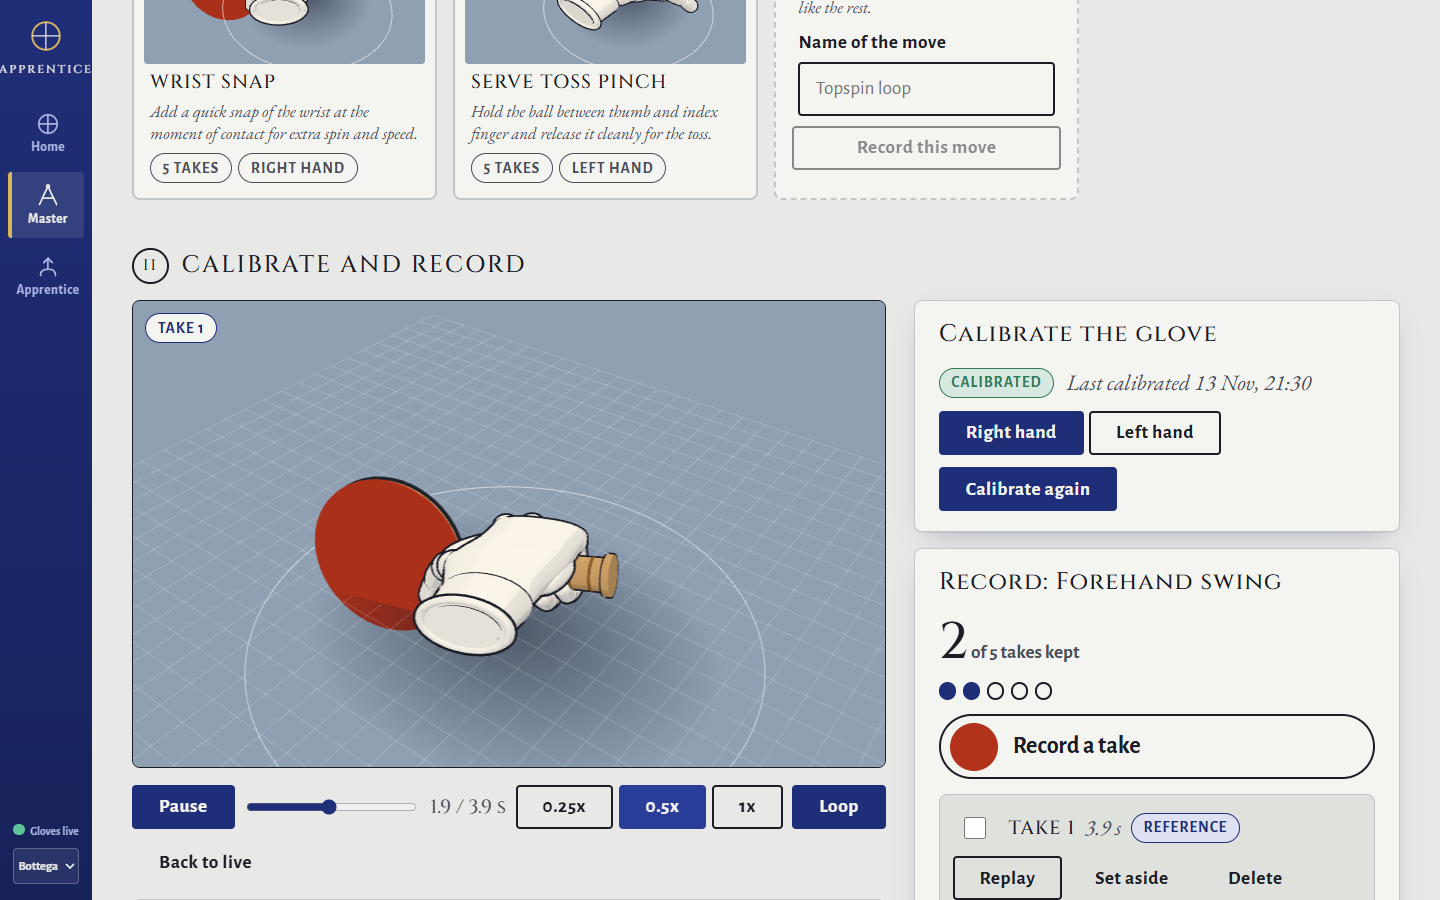 APPRENTICE
Home
Master
Apprentice
Gloves live
Bottega
WRIST SNAP
Add a quick snap of the wrist at the
moment of contact for extra spin and speed.
5 TAKES
RIGHT HAND
SERVE TOSS PINCH
Hold the ball between thumb and index
finger and release it cleanly for the toss.
5 TAKES
LEFT HAND
like the rest.
Name of the move
Topspin loop
Record this move
II
CALIBRATE AND RECORD
TAKE 1
Pause
1.9 / 3.9 S
0.25x
0.5x
1x
Loop
Back to live
CALIBRATE THE GLOVE
CALIBRATED
Last calibrated 13 Nov, 21:30
Right hand
Left hand
Calibrate again
RECORD: FOREHAND SWING
2 of 5 takes kept
Record a take
TAKE 1
3.9 s
REFERENCE
Replay
Set aside
Delete